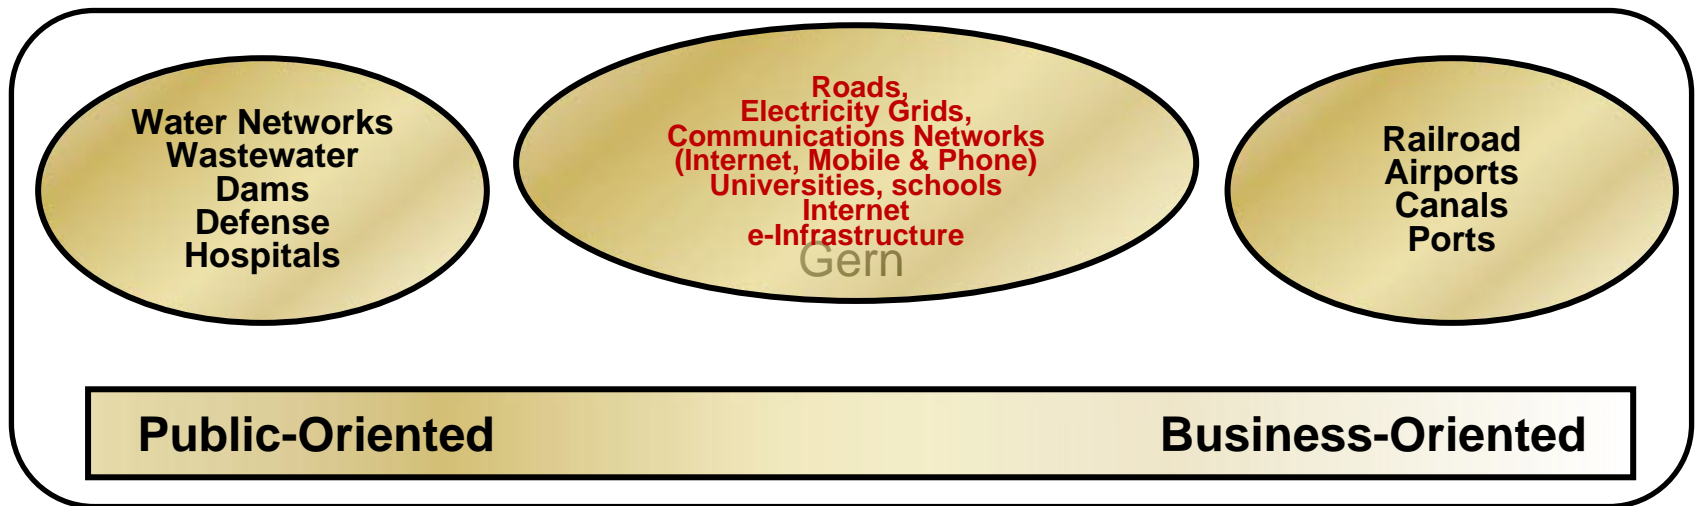 Water Networks
Wastewater
Dams
Defense
Hospitals
Roads,
Electricity Grids,
Communications Networks
(Internet, Mobile & Phone)
Universities, schools
Internet
e-Infrastructure
Gern
Railroad
Airports
Canals
Ports
Public-Oriented
Business-Oriented